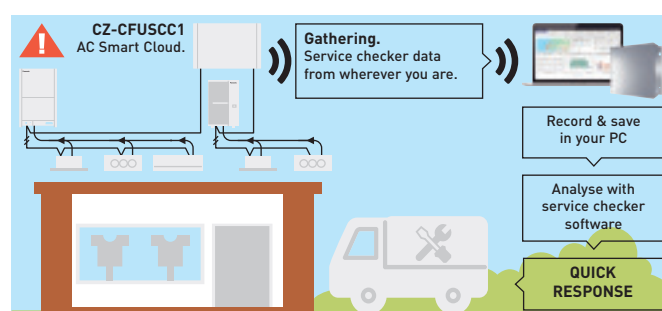 CZ-CFUSCC1
AC Smart Cloud.
Gathering.
Service checker data
from wherever you are.
Record & save
in your PC
Analyse with
service checker
software
QUICK
RESPONSE